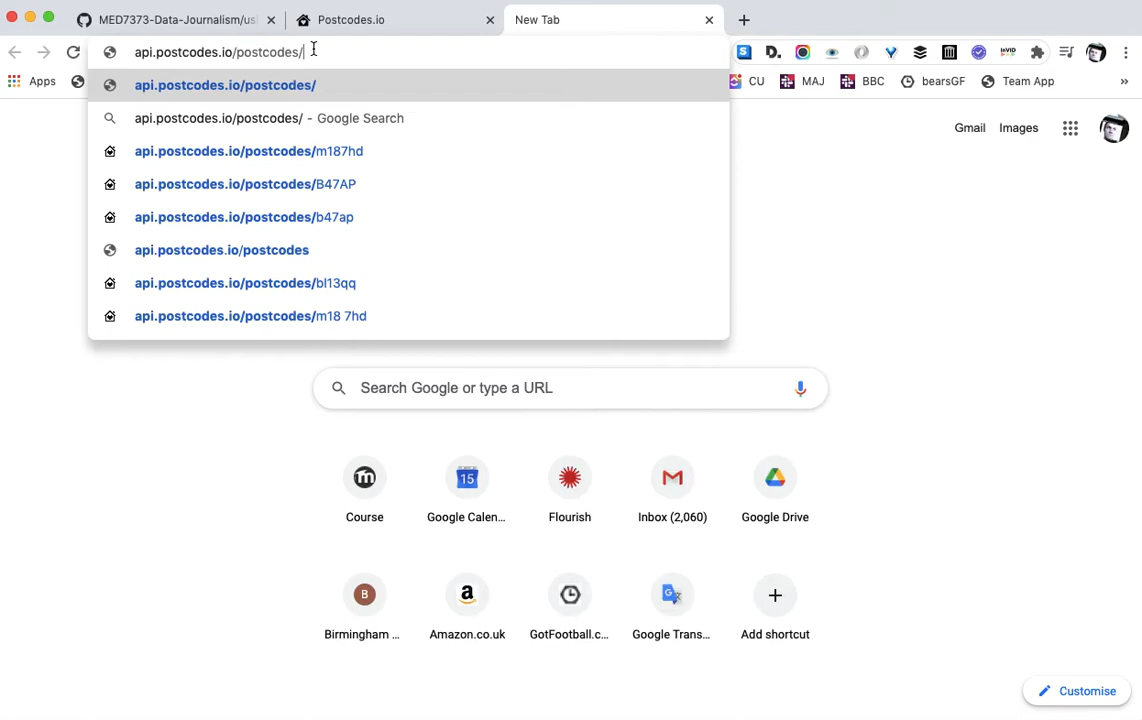 MED7373-Data-Journalism/usi
Postcodes.io
New Tab
api.postcodes.io/postcodes/
CU
MAJ
BBC
bearsGF
Team App
»
Apps
api.postcodes.io/postcodes/
api.postcodes.io/postcodes/ - Google Search
api.postcodes.io/postcodes/m187hd
api.postcodes.io/postcodes/B47AP
api.postcodes.io/postcodes/b47ap
api.postcodes.io/postcodes
api.postcodes.io/postcodes/bl13qq
api.postcodes.io/postcodes/m18 7hd
Gmail Images
Search Google or type a URL
15
Course
Google Calen...
Flourish
Inbox (2,060)
Google Drive
B
Birmingham ...
Amazon.co.uk
GotFootball.c...
Google Trans...
Add shortcut
Customise